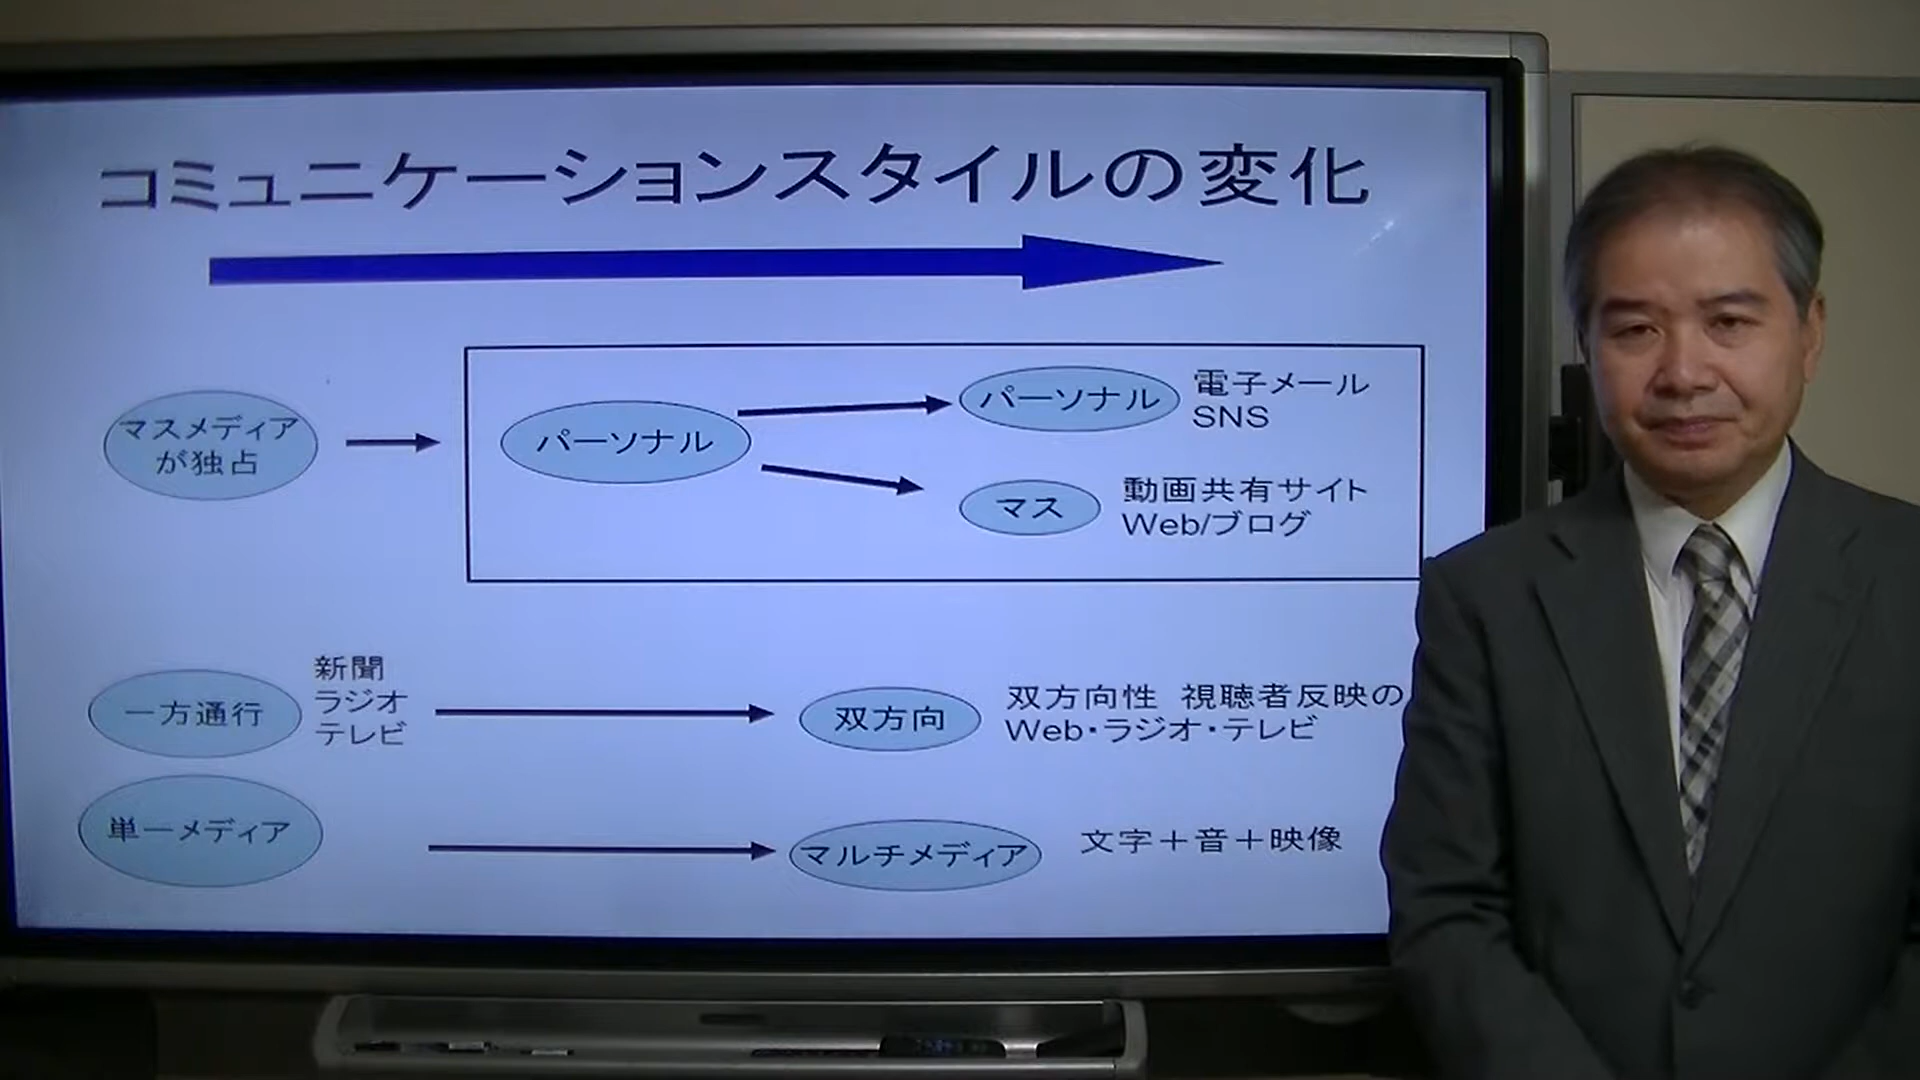 コミュニケーションスタイルの変化
マスメディア
が独占
パーソナル
パーソナル
電子メール
SNS
マス
動画共有サイト
Web/ブログ
一方通行
新聞
ラジオ
テレビ
双方向
双方向性 視聴者反映の
Web・ラジオ・テレビ
単一メディア
マルチメディア
文字＋音＋映像